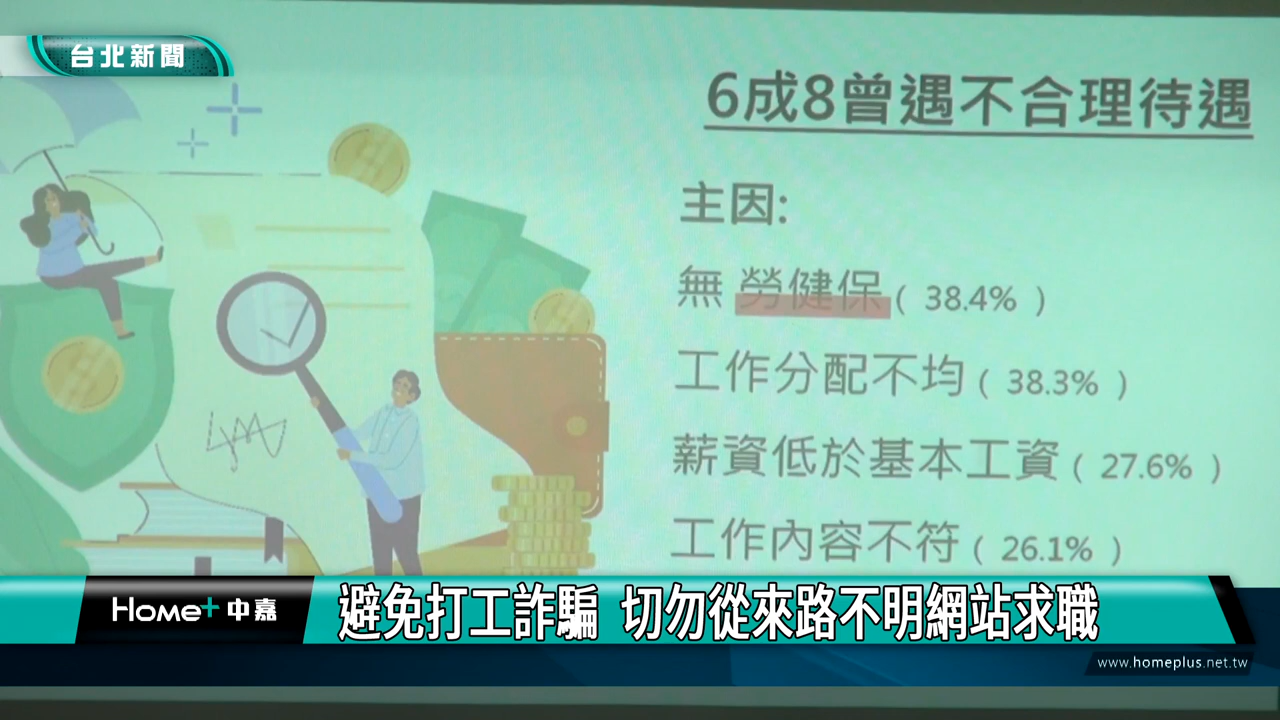 台北新聞
6成8曾遇不合理待遇
主因:
無 勞健保( 38.4% )
工作分配不均( 38.3% )
薪資低於基本工資( 27.6% )
工作內容不符( 26.1% )
Home+中嘉
避免打工詐騙 切勿從來路不明網站求職
www.homeplus.net.tw